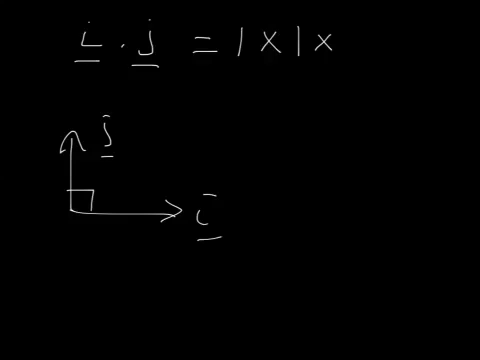 i . j = 1 x 1 x
j
i